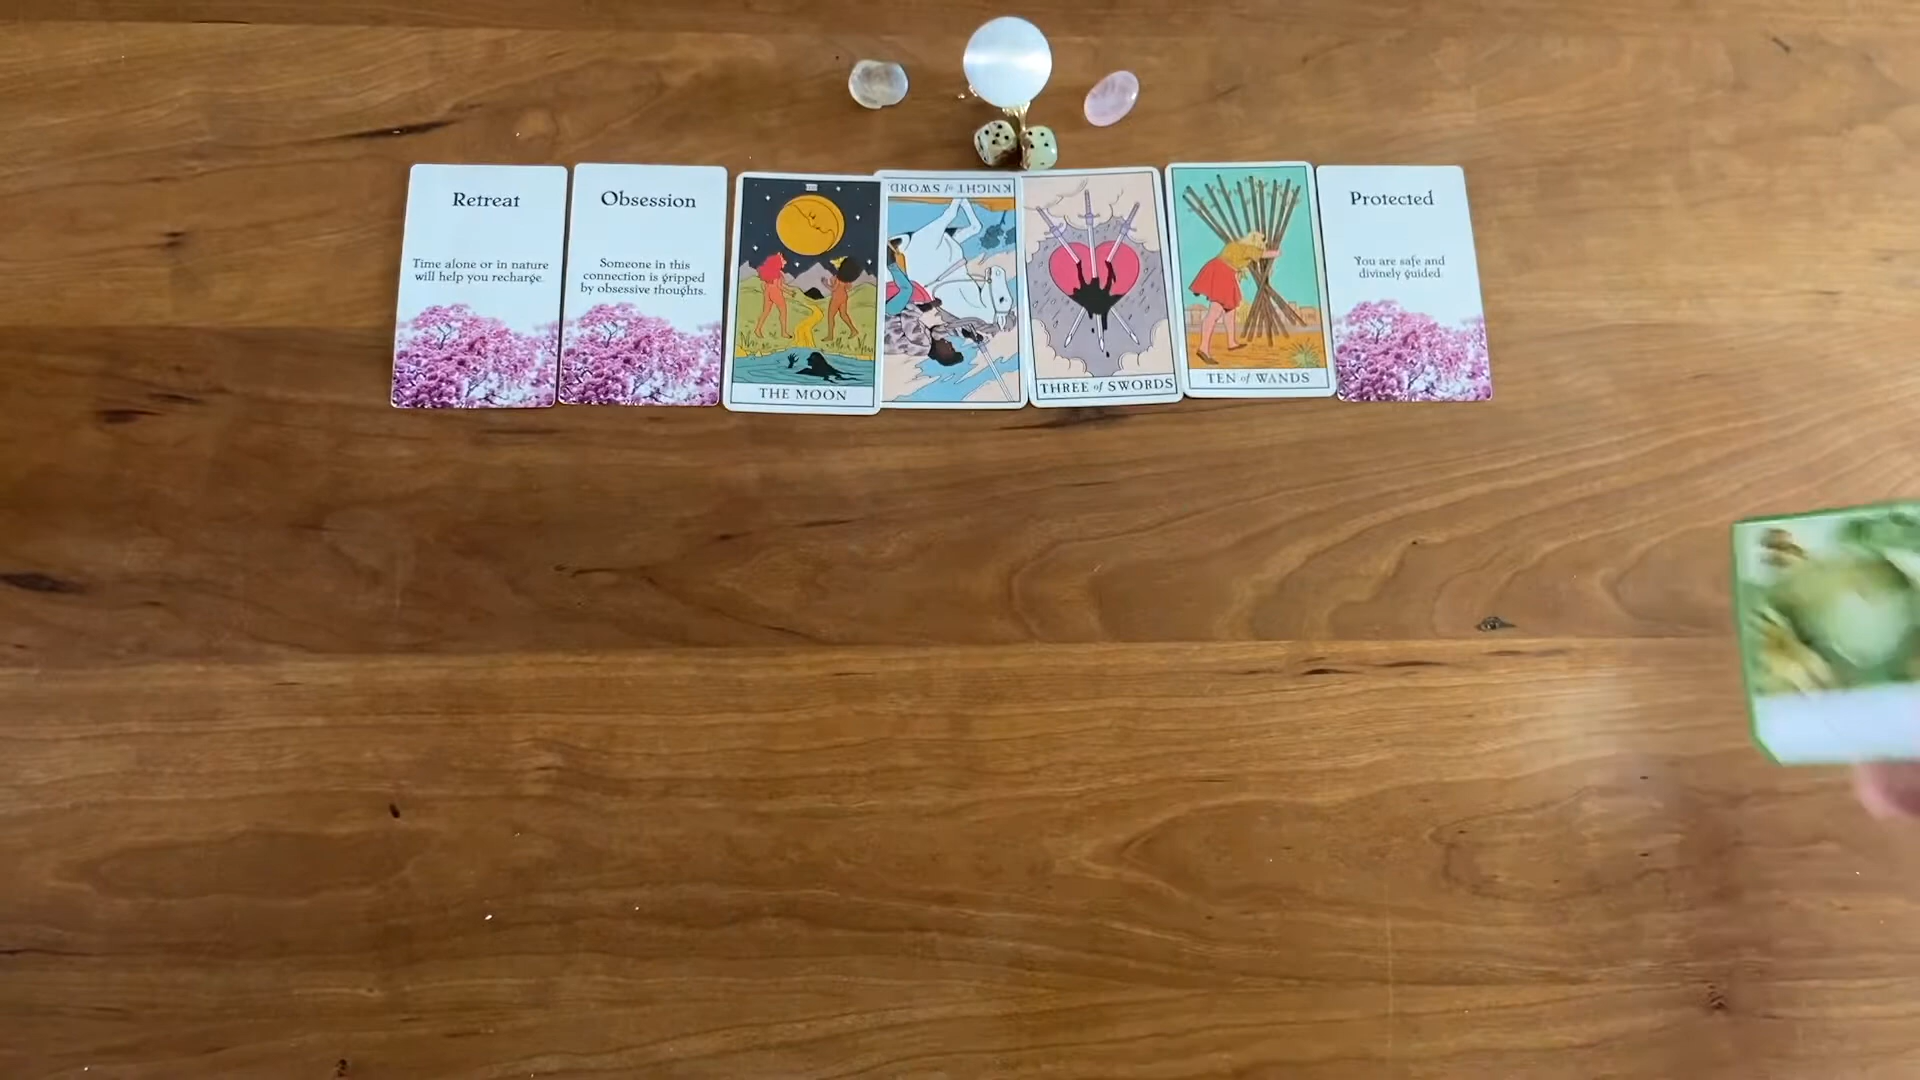 Retreat
Time alone or in nature
will help you recharge.
Obsession
Someone in this
connection is gripped
by obsessive thoughts.
THE MOON
KNIGHT of SWORD
THREE of SWORDS
TEN of WANDS
Protected
You are safe and
divinely guided.